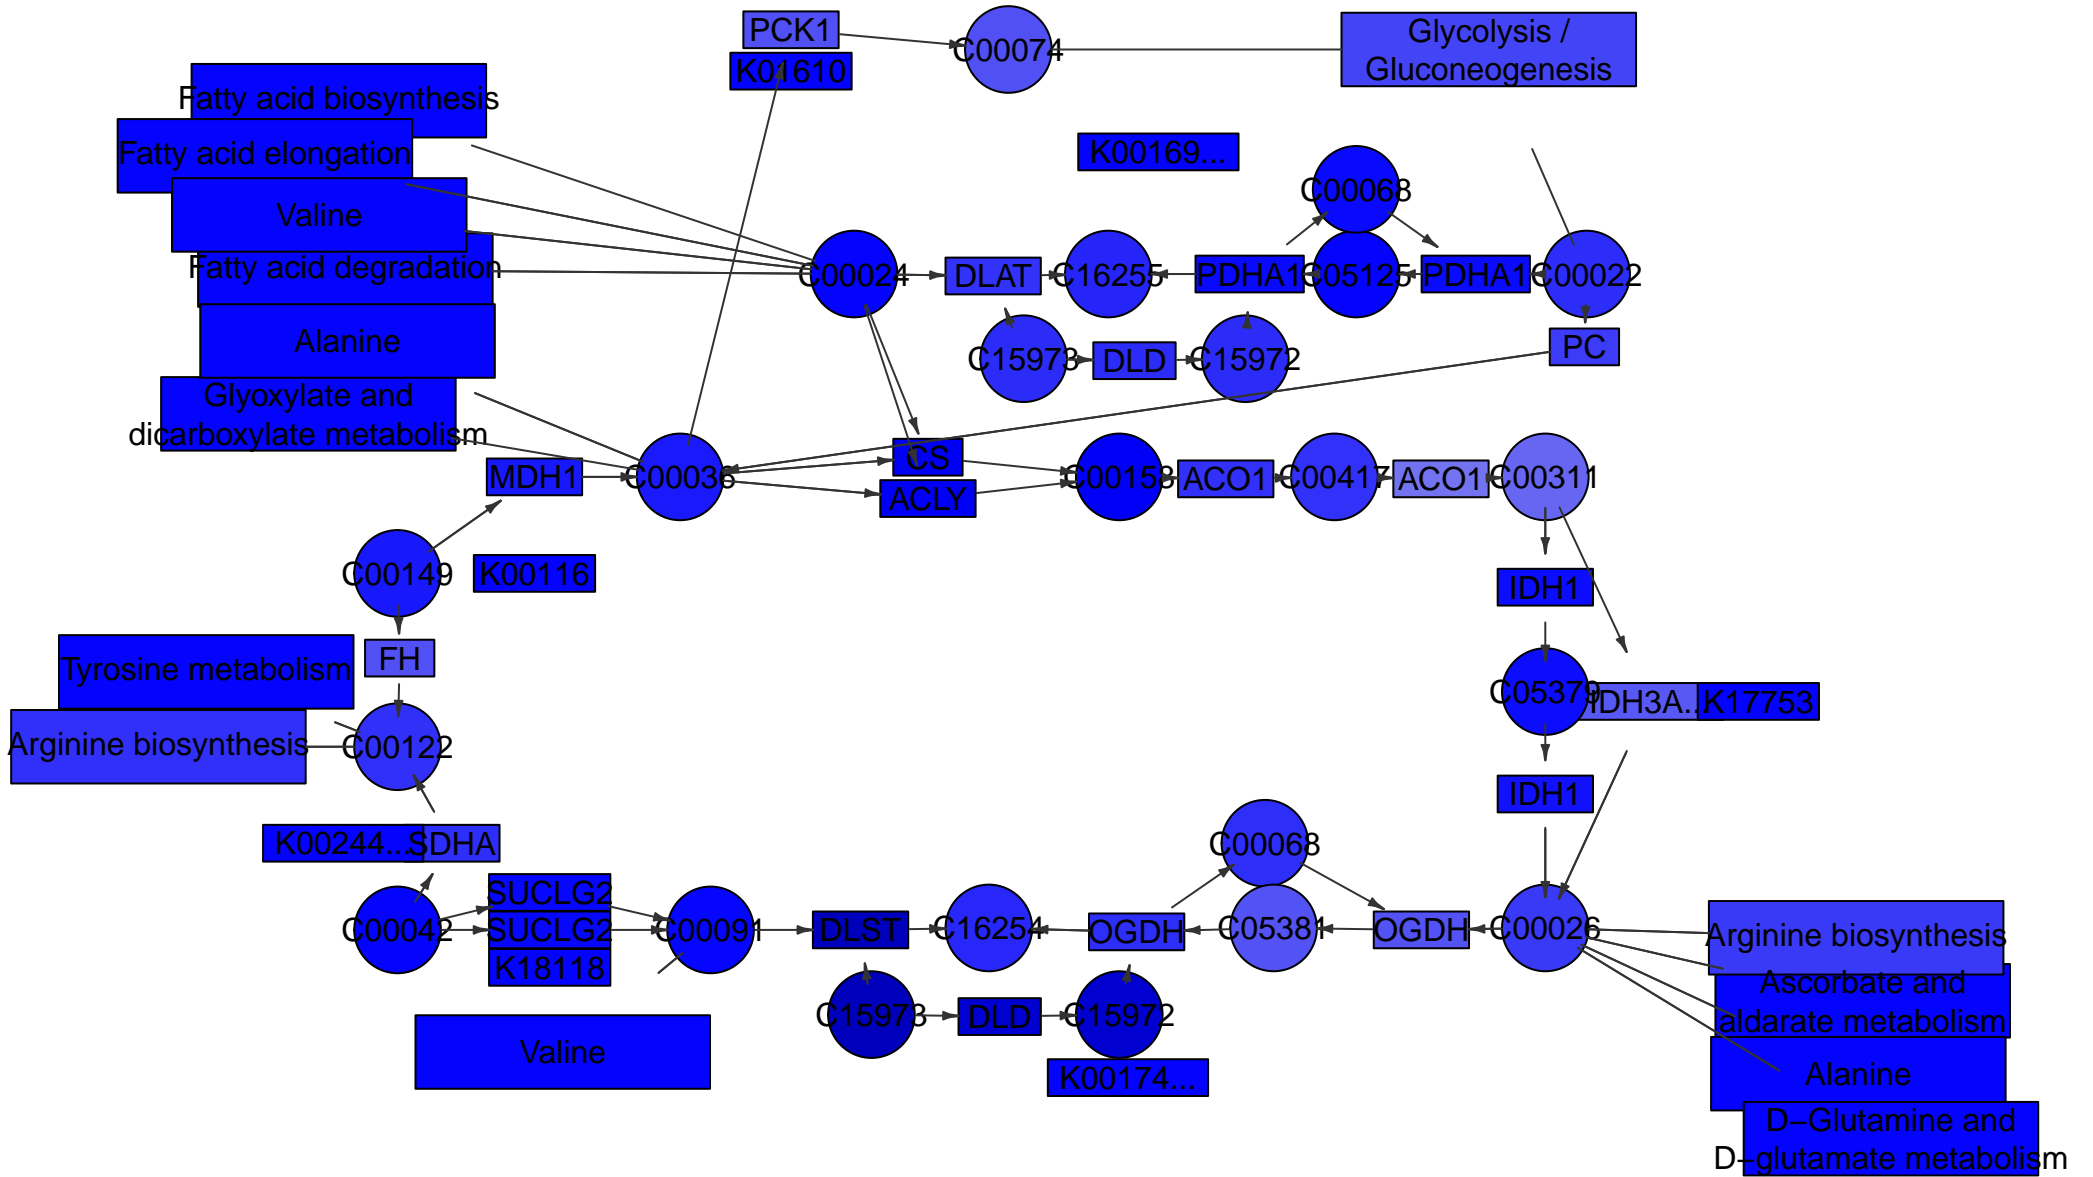 PCK1
C00074
Glycolysis /
Gluconeogenesis
K01610
Fatty acid biosynthesis
Fatty acid elongation
K00169...
C00068
Valine
Fatty acid degradation
C00024
DLAT
C16255
PDHA1
C05125
PDHA1
C00022
Alanine
C15973
DLD
C15972
PC
Glyoxylate and
dicarboxylate metabolism
MDH1
C00036
CS
ACLY
C00158
ACO1
C00417
ACO1
C00311
C00149
K00116
IDH1
FH
Tyrosine metabolism
C05379
IDH3A...
K17753
Arginine biosynthesis
C00122
IDH1
K00244...
SDHA
C00068
SUCLG2
C00042
SUCLG2
C00091
DLST
C16254
OGDH
C05381
OGDH
C00026
Arginine biosynthesis
K18118
Ascorbate and
aldarate metabolism
C15973
DLD
C15972
Valine
K00174...
Alanine
D−Glutamine and
D−glutamate metabolism